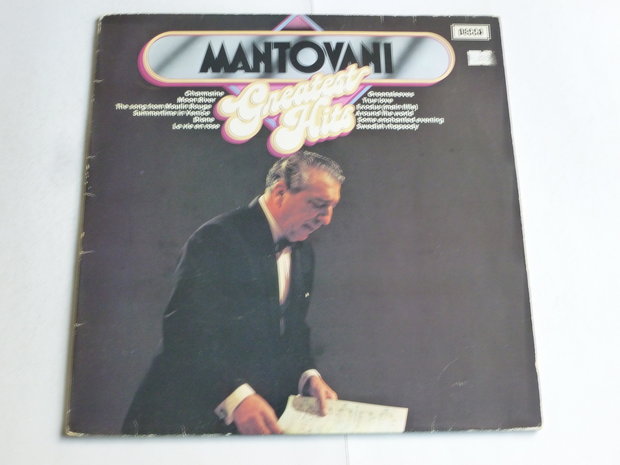 DECCA
MANTOVANI
Greatest
Hits
Charmaine
Moon River
The song from Moulin Rouge
Summertime in Venice
Diane
La vie en rose
Greensleeves
True love
Exodus (main title)
Around the world
Some enchanted evening
Swedish rhapsody